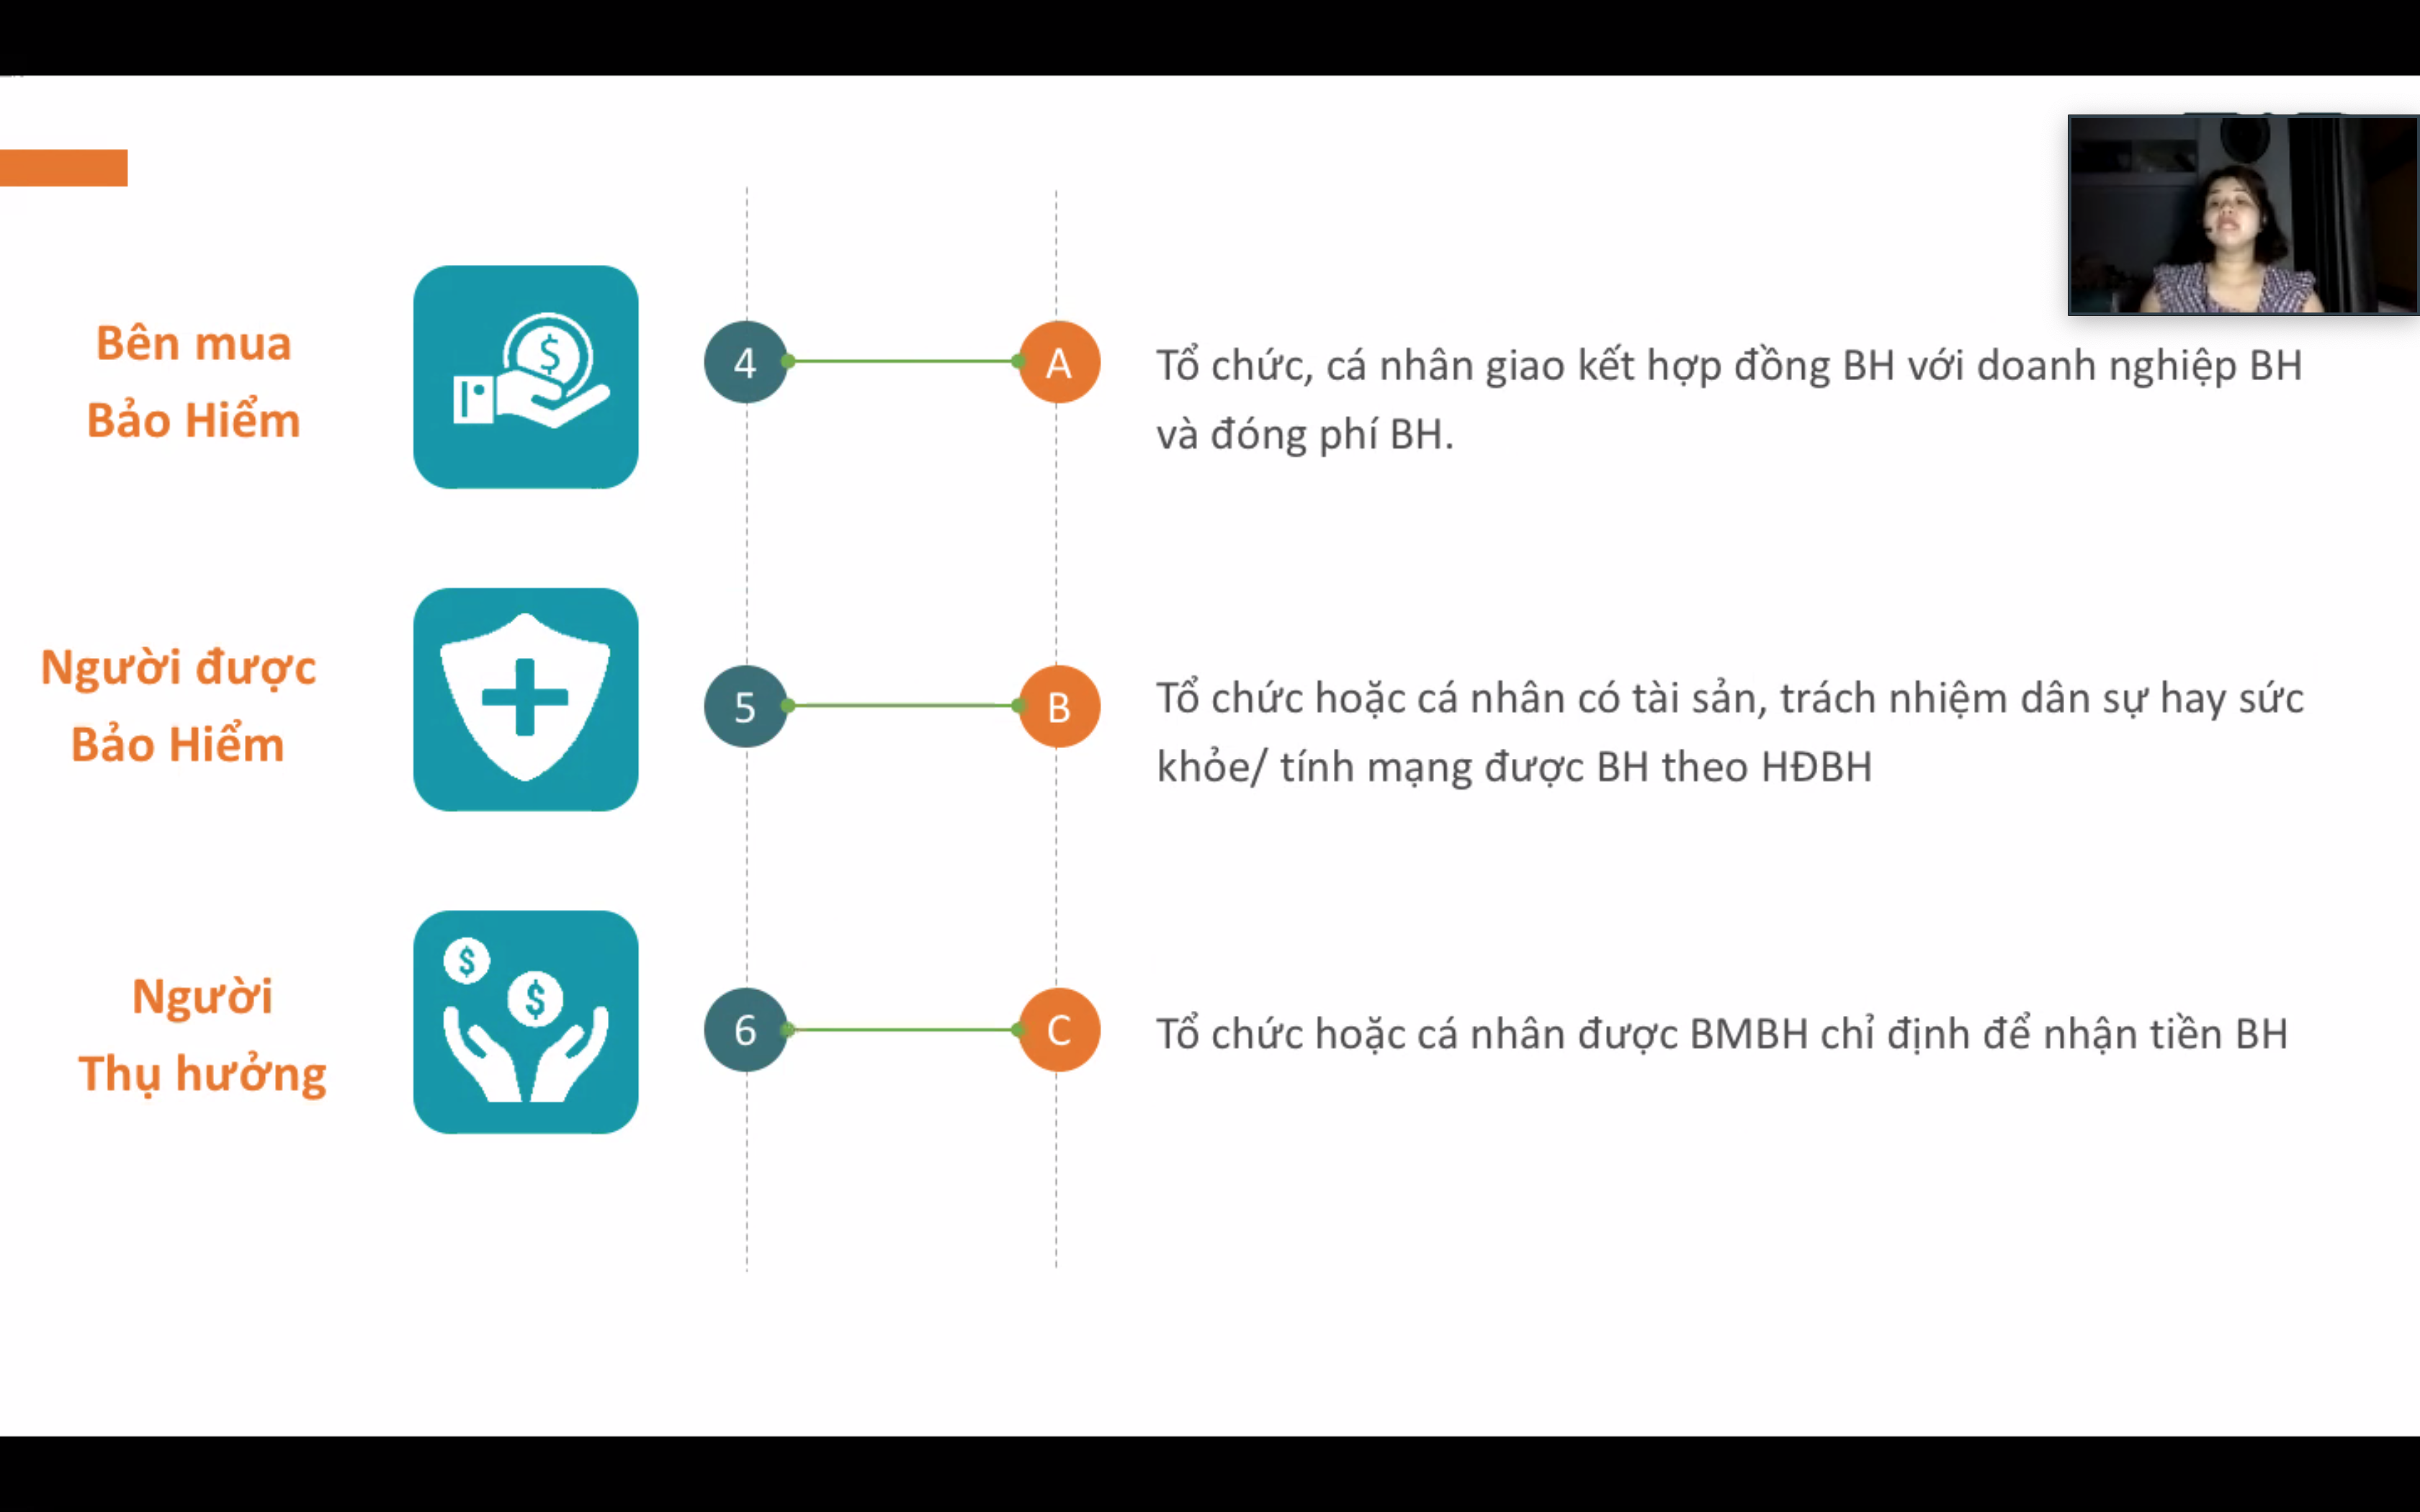 Bên mua
Bảo Hiểm
4
A
Tổ chức, cá nhân giao kết hợp đồng BH với doanh nghiệp BH
và đóng phí BH.
Người được
Bảo Hiểm
5
B
Tổ chức hoặc cá nhân có tài sản, trách nhiệm dân sự hay sức
khỏe/ tính mạng được BH theo HĐBH
Người
Thụ hưởng
6
C
Tổ chức hoặc cá nhân được BMBH chỉ định để nhận tiền BH